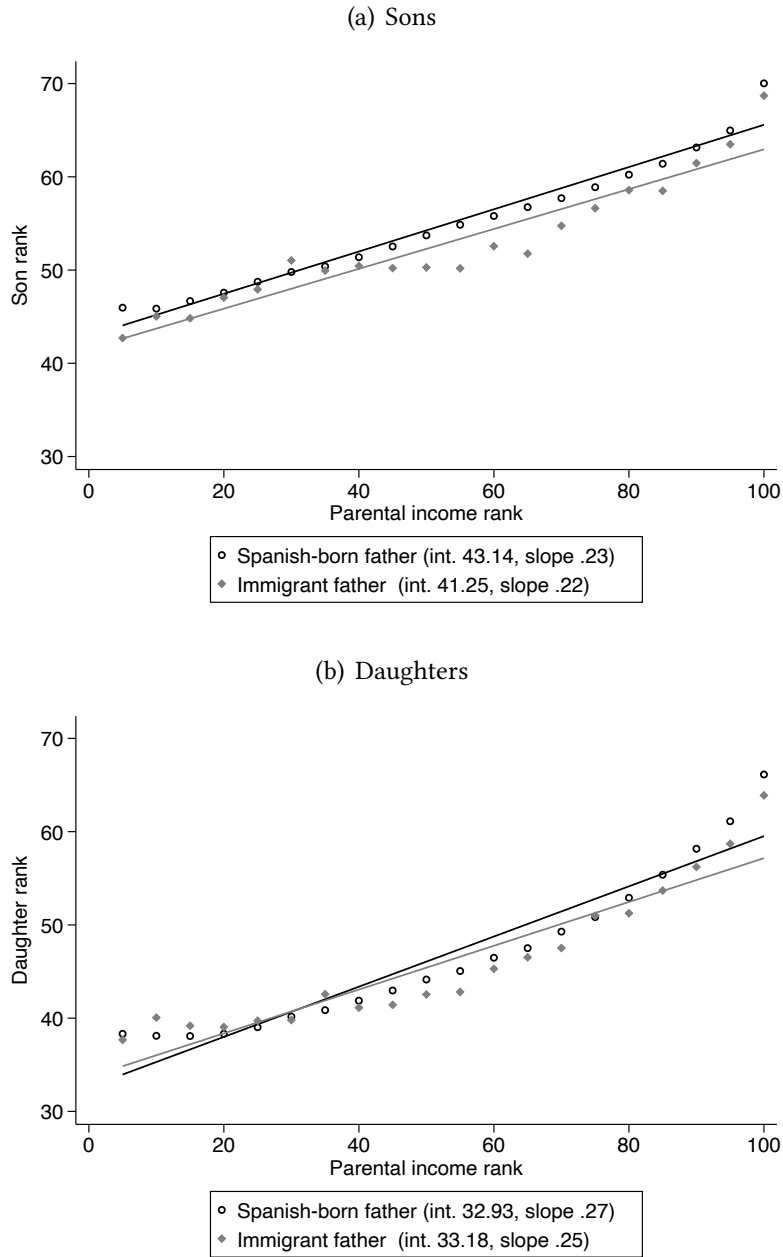 (a) Sons
70
60
50
40
30
Son rank
0 20 40 60 80 100
Parental income rank
Spanish-born father (int. 43.14, slope .23)
Immigrant father (int. 41.25, slope .22)
(b) Daughters
70
60
50
40
30
Daughter rank
0 20 40 60 80 100
Parental income rank
Spanish-born father (int. 32.93, slope .27)
Immigrant father (int. 33.18, slope .25)